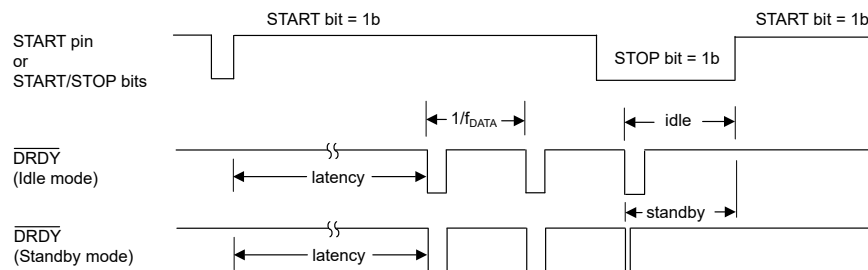 START bit = 1b
START bit = 1b
START pin
or
START/STOP bits
STOP bit = 1b
1/fDATA
idle
DRDY
(Idle mode)
latency
standby
DRDY
(Standby mode)
latency